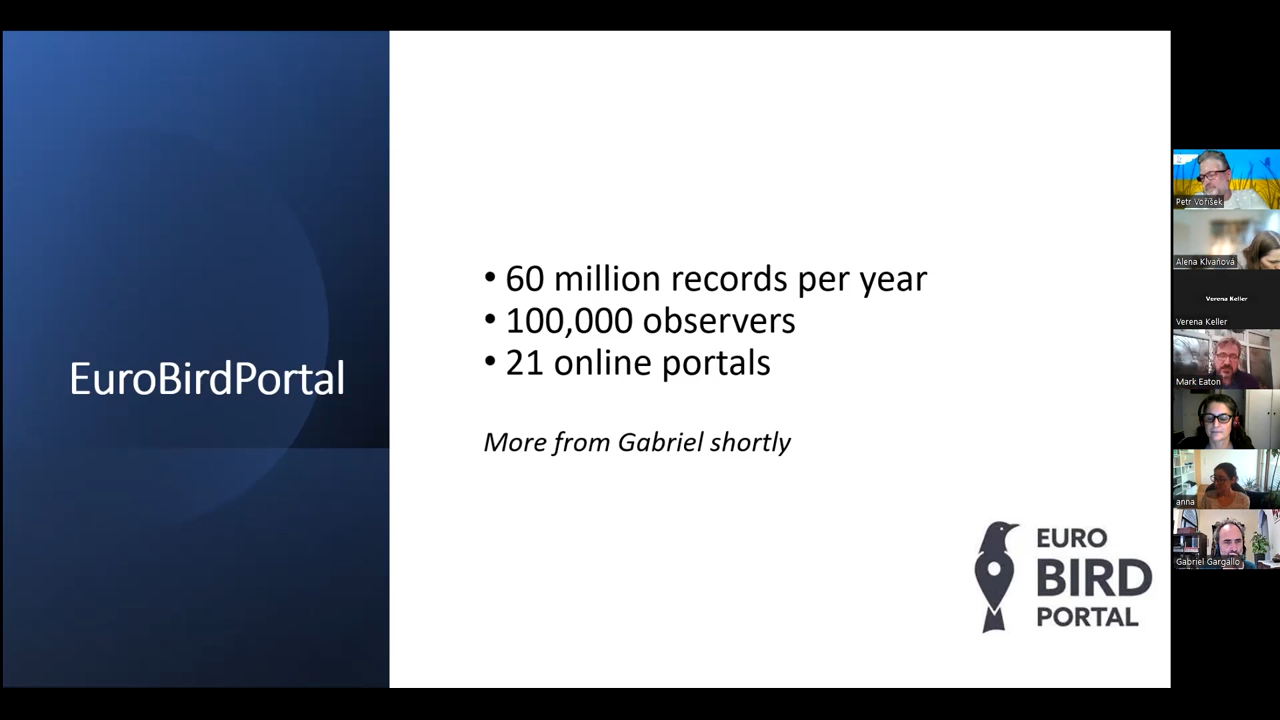 EuroBirdPortal
• 60 million records per year
• 100,000 observers
• 21 online portals
More from Gabriel shortly
EURO
BIRD
PORTAL
Petr Voříšek
Alena Klvaňová
Verena Keller
Verena Keller
Mark Eaton
anna
Gabriel Gargallo